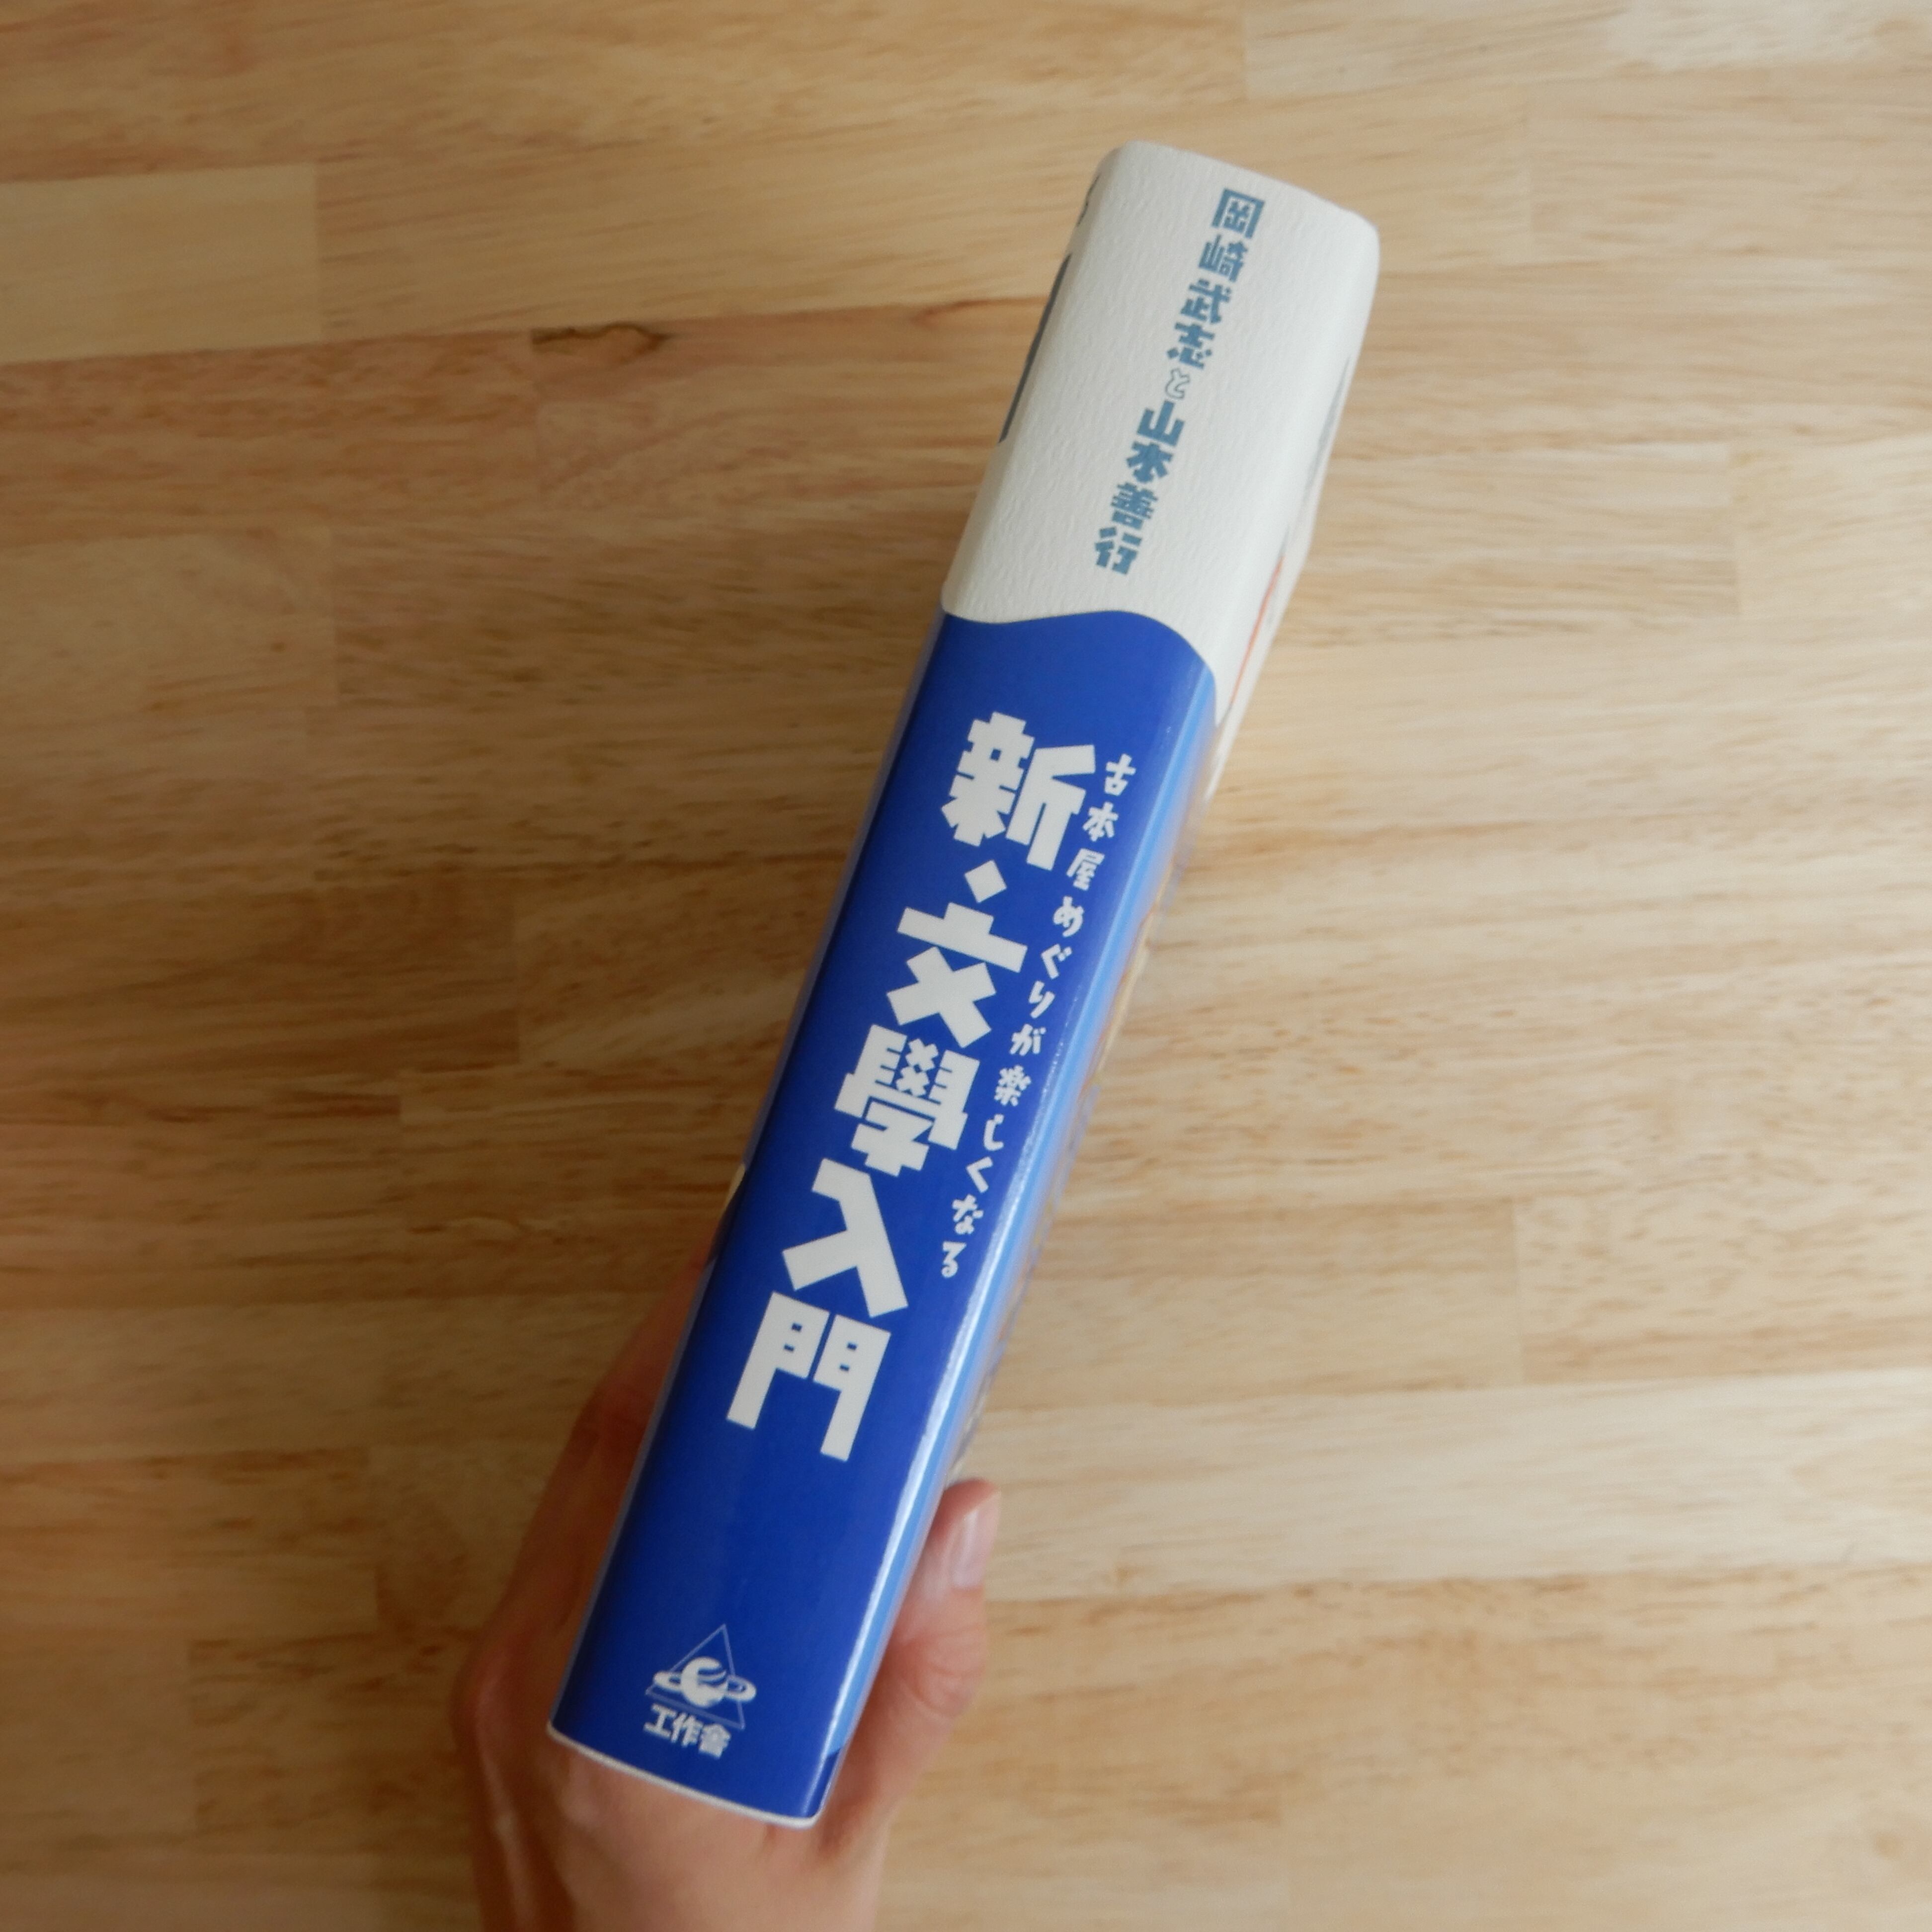 岡崎武志と山本善行
古本屋めぐりが楽しくなる
新・文學入門
工作舎